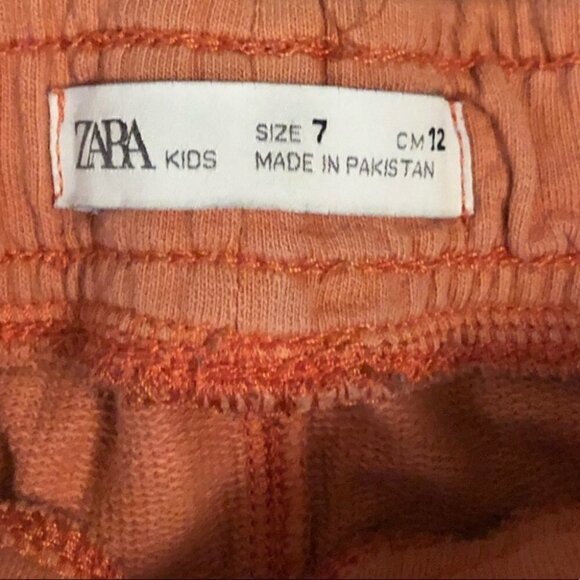 ZARA KIDS SIZE 7 CM 12
MADE IN PAKISTAN